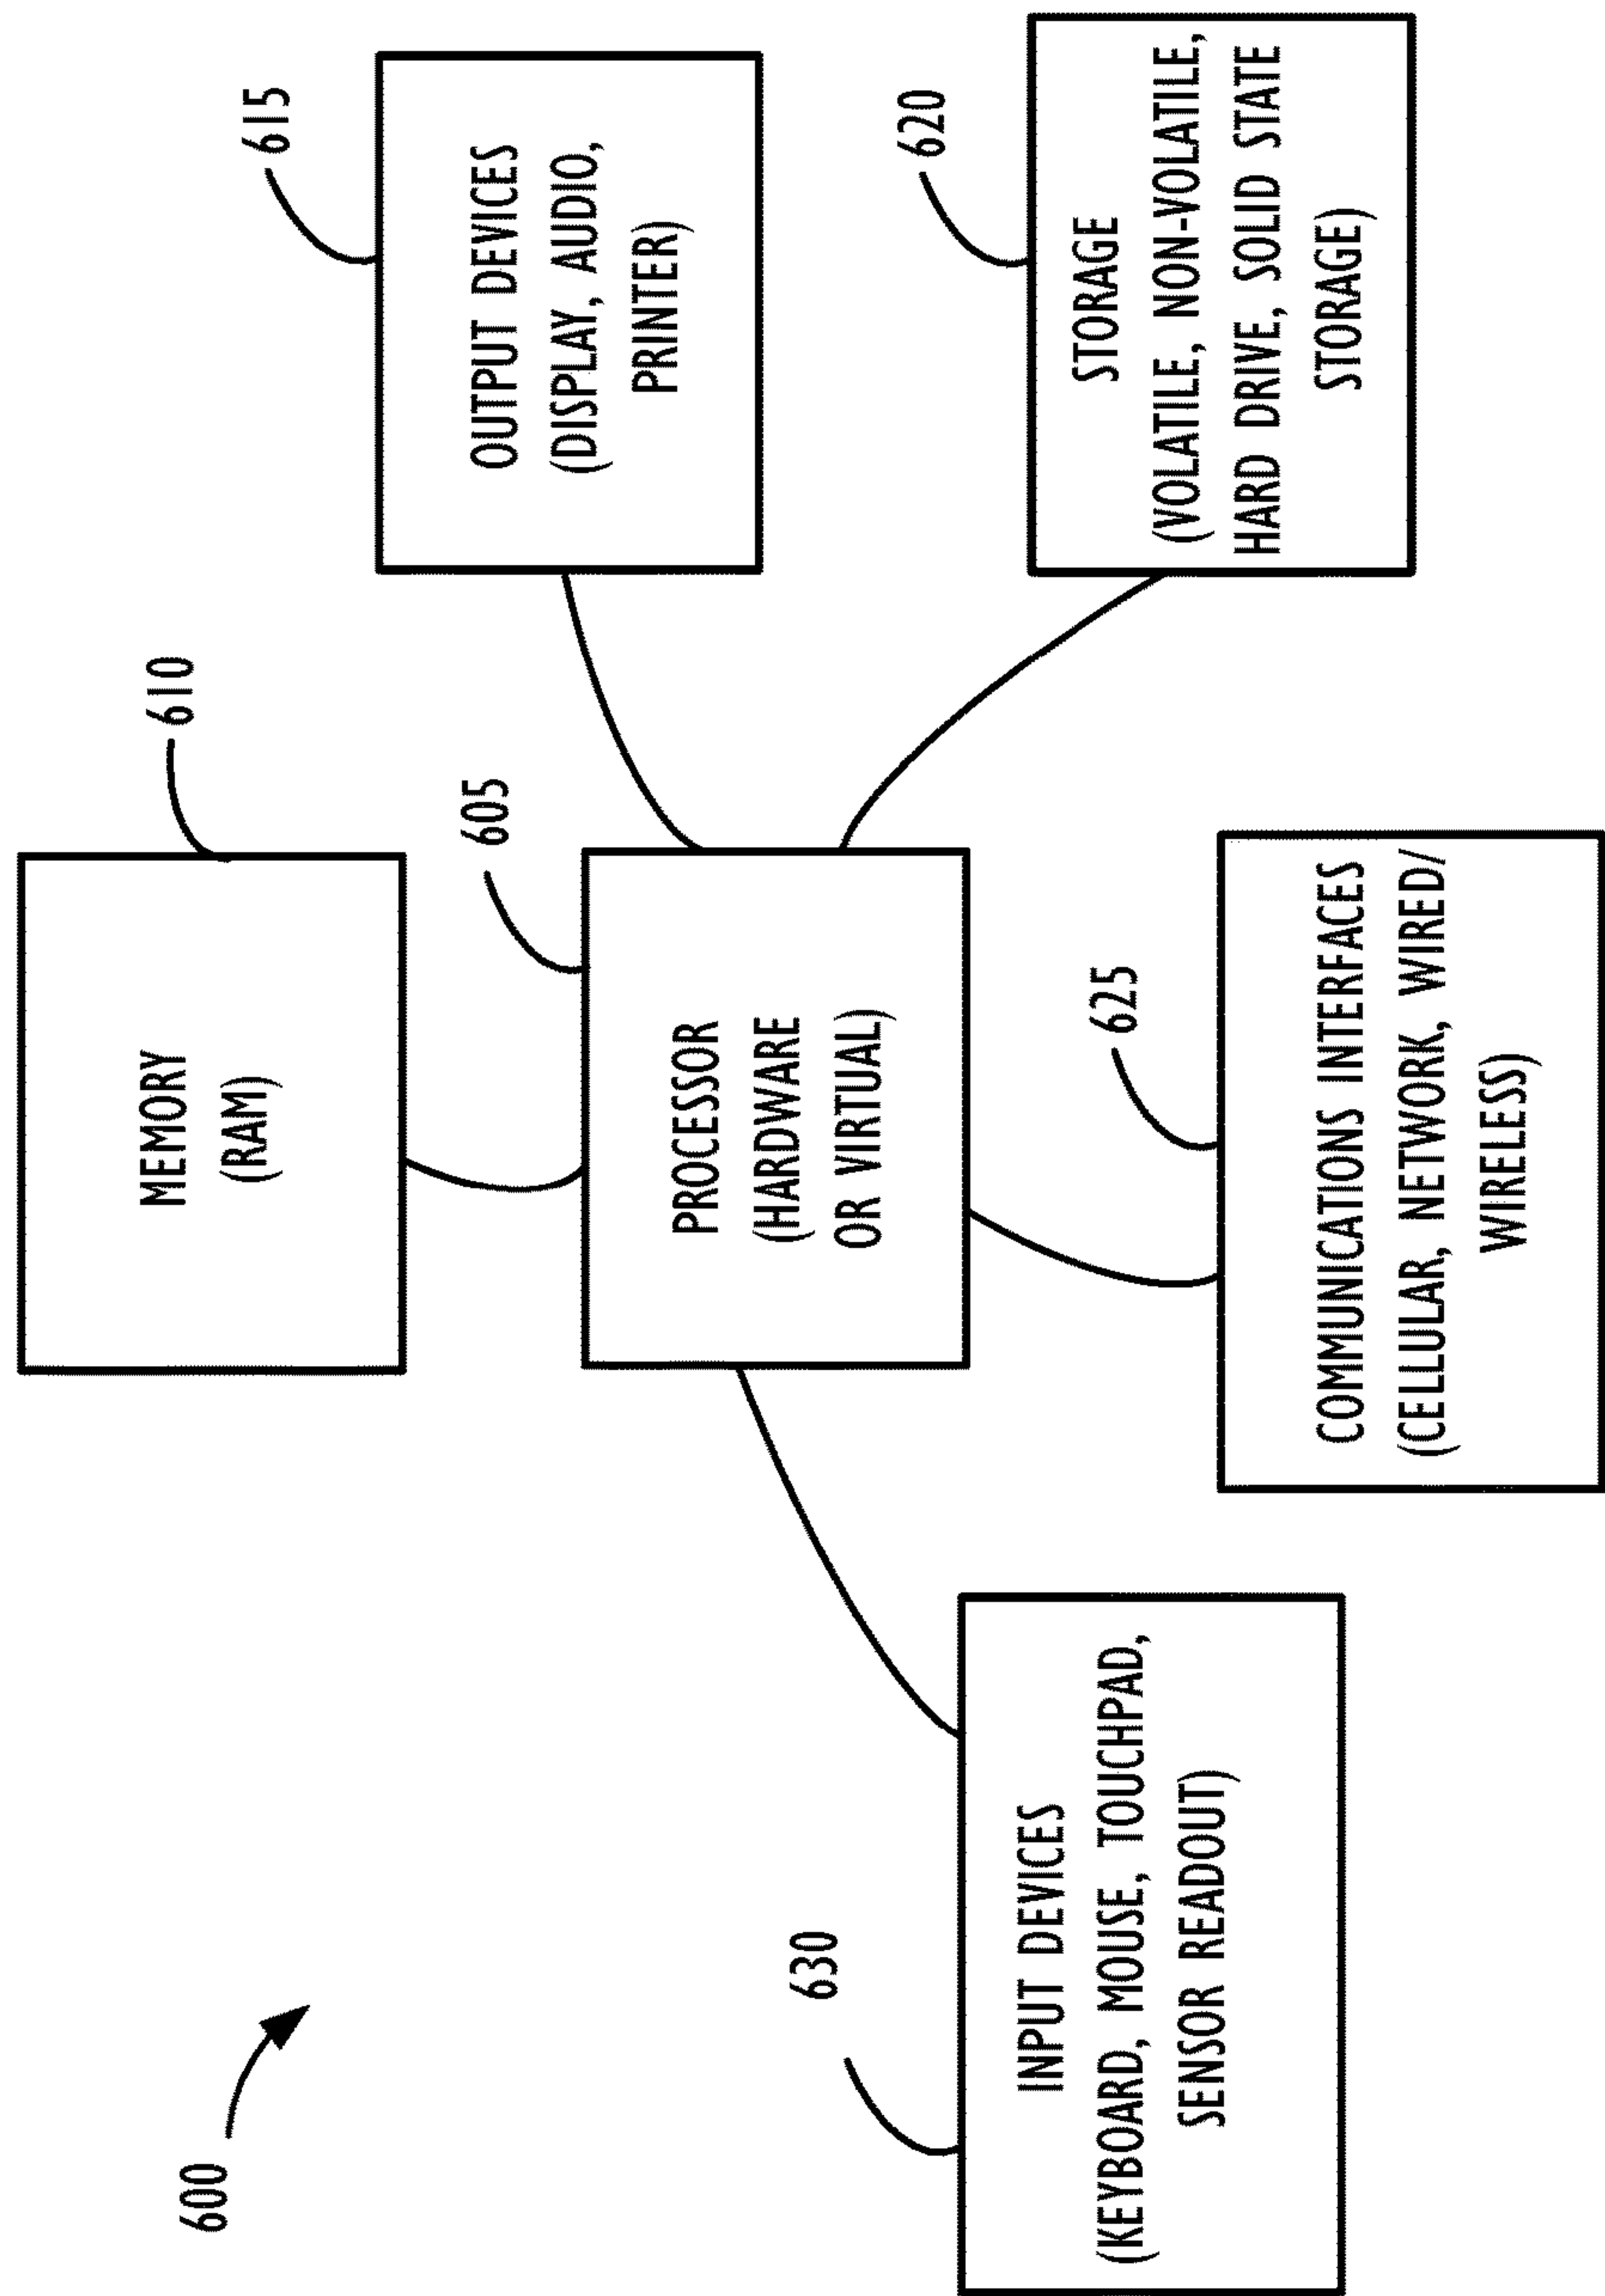 600
610
MEMORY
(RAM)
615
OUTPUT DEVICES
(DISPLAY, AUDIO,
PRINTER)
605
PROCESSOR
(HARDWARE
OR VIRTUAL)
620
STORAGE
(VOLATILE, NON-VOLATILE,
HARD DRIVE, SOLID STATE
STORAGE)
630
INPUT DEVICES
(KEYBOARD, MOUSE, TOUCHPAD,
SENSOR READOUT)
625
COMMUNICATIONS INTERFACES
(CELLULAR, NETWORK, WIRED/
WIRELESS)